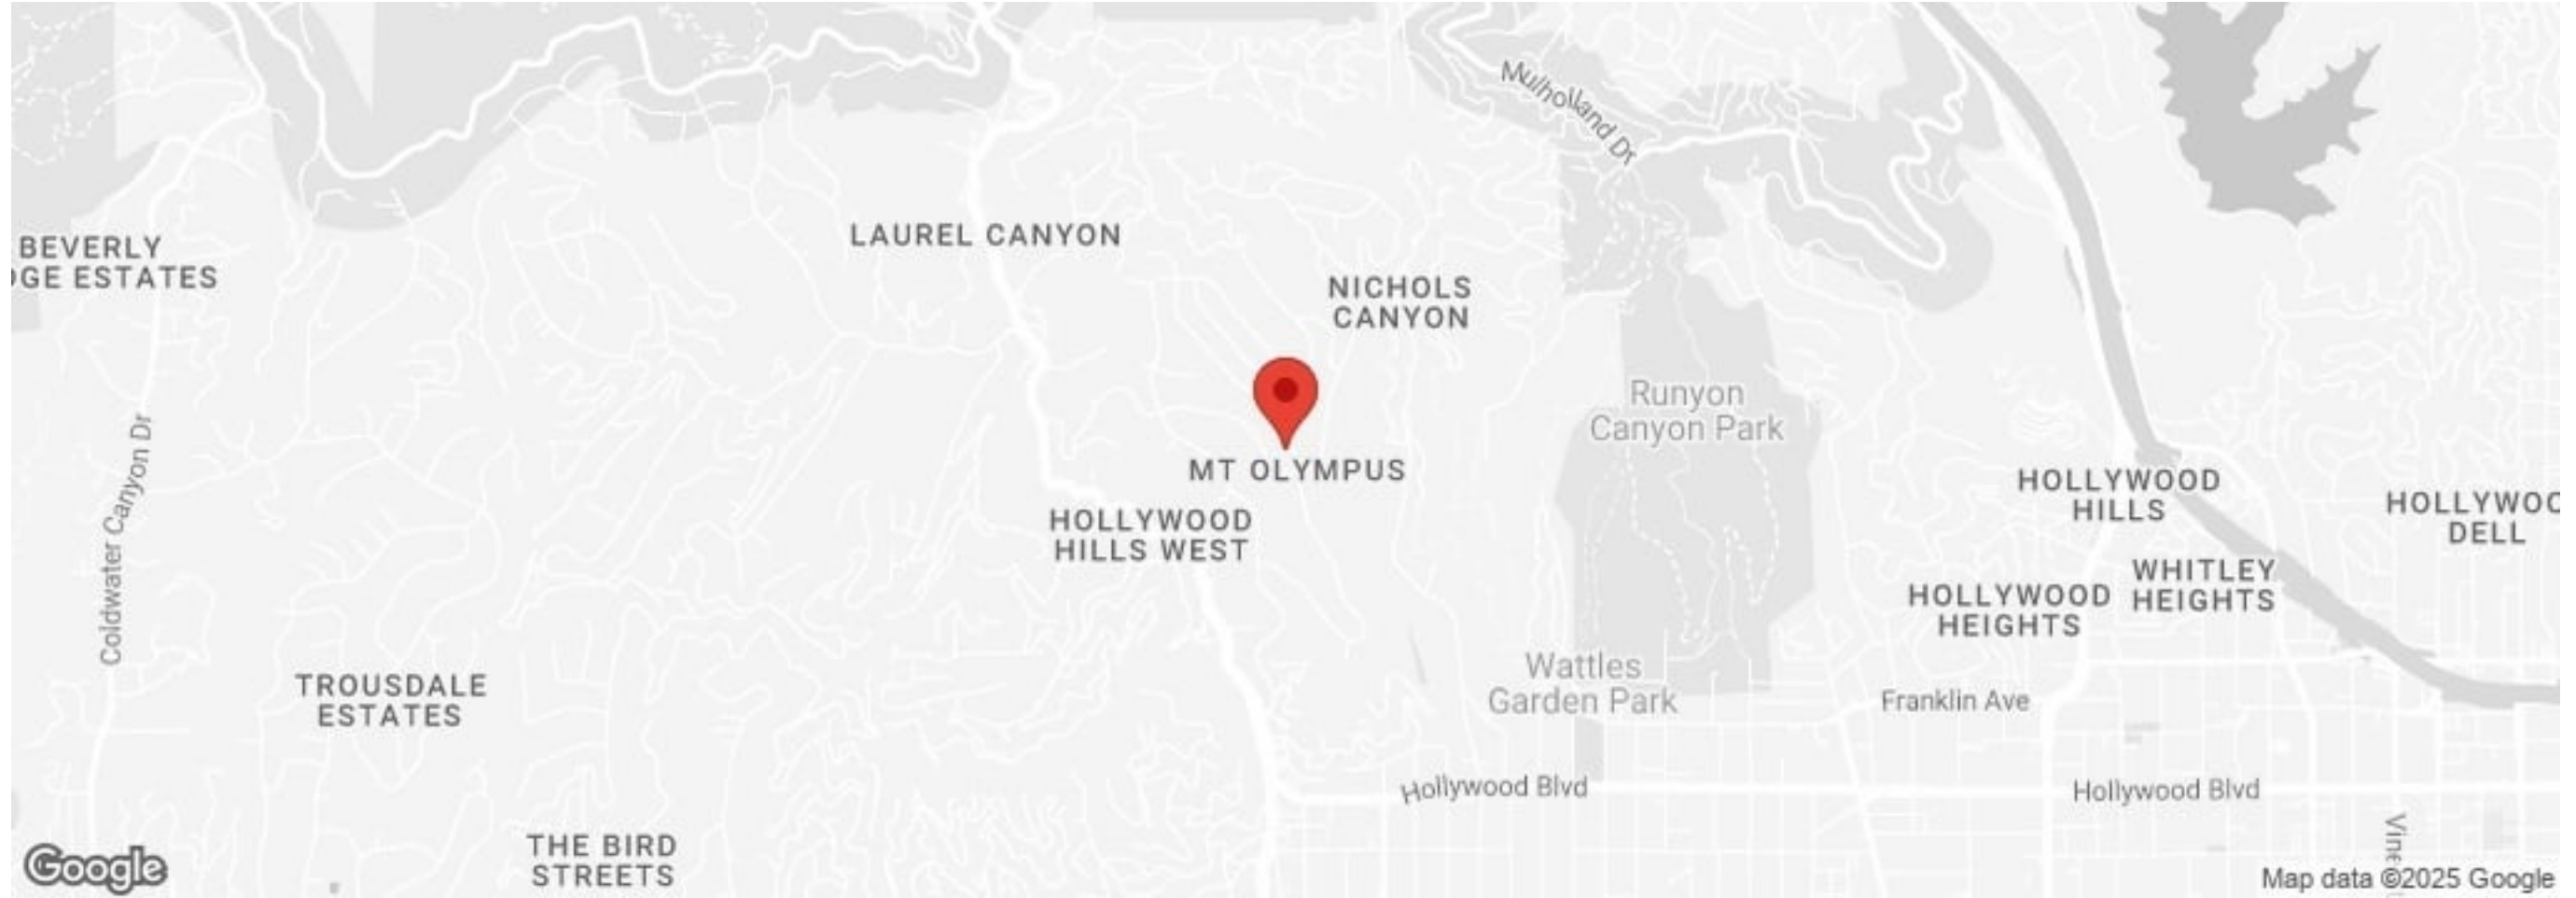 Mulholland Dr
LAUREL CANYON
BEVERLY
DGE ESTATES
NICHOLS
CANYON
Runyon
Canyon Park
Coldwater Canyon Dr
MT OLYMPUS
HOLLYWOOD
HILLS
HOLLYWOO
DELL
HOLLYWOOD
HILLS WEST
WHITLEY
HEIGHTS
HOLLYWOOD
HEIGHTS
Wattles
Garden Park
TROUSDALE
ESTATES
Franklin Ave
Hollywood Blvd
Hollywood Blvd
Vine
THE BIRD
STREETS
Google
Map data ©2025 Google